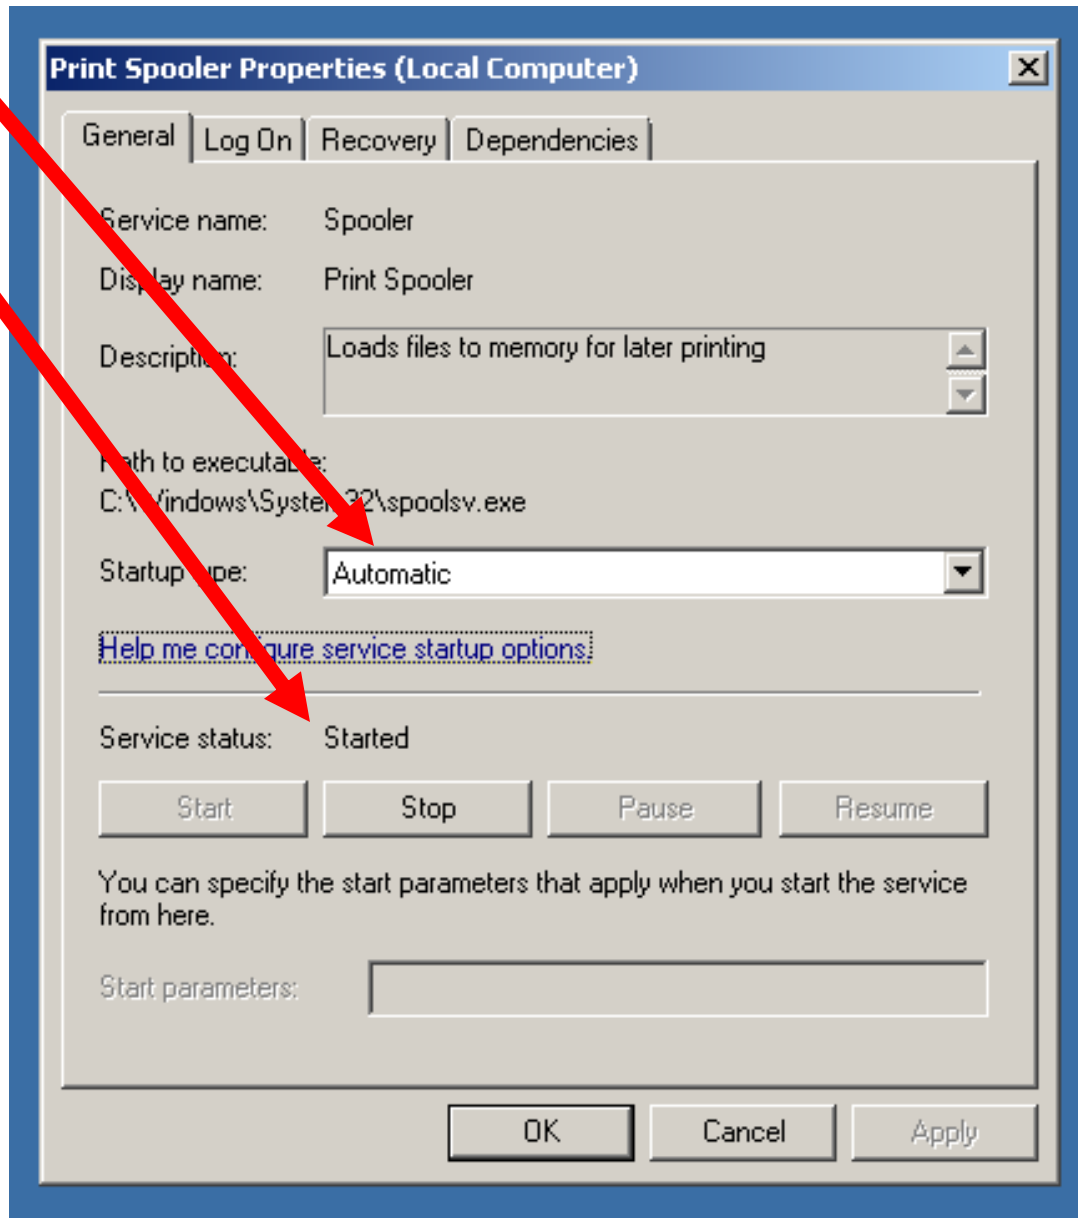 Print Spooler Properties (Local Computer)
General Log On Recovery Dependencies
Service name: Spooler
Display name: Print Spooler
Description: Loads files to memory for later printing
Path to executable:
C:\Windows\System32\spoolsv.exe
Startup type: Automatic
Help me configure service startup options.
Service status: Started
Start Stop Pause Resume
You can specify the start parameters that apply when you start the service
from here.
Start parameters:
OK Cancel Apply